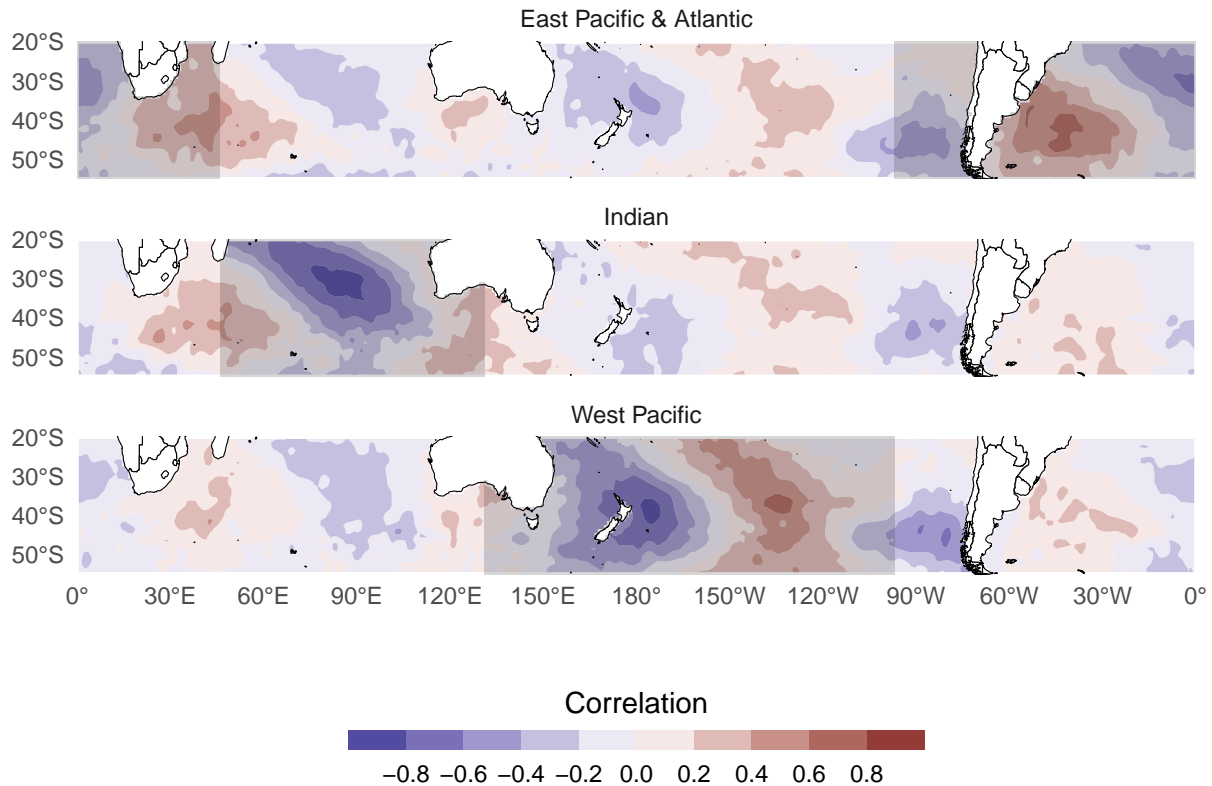 East Pacific & Atlantic
20°S
30°S
40°S
50°S
Indian
20°S
30°S
40°S
50°S
West Pacific
20°S
30°S
40°S
50°S
0° 30°E 60°E 90°E 120°E 150°E 180° 150°W 120°W 90°W 60°W 30°W 0°
Correlation
−0.8 −0.6 −0.4 −0.2 0.0 0.2 0.4 0.6 0.8